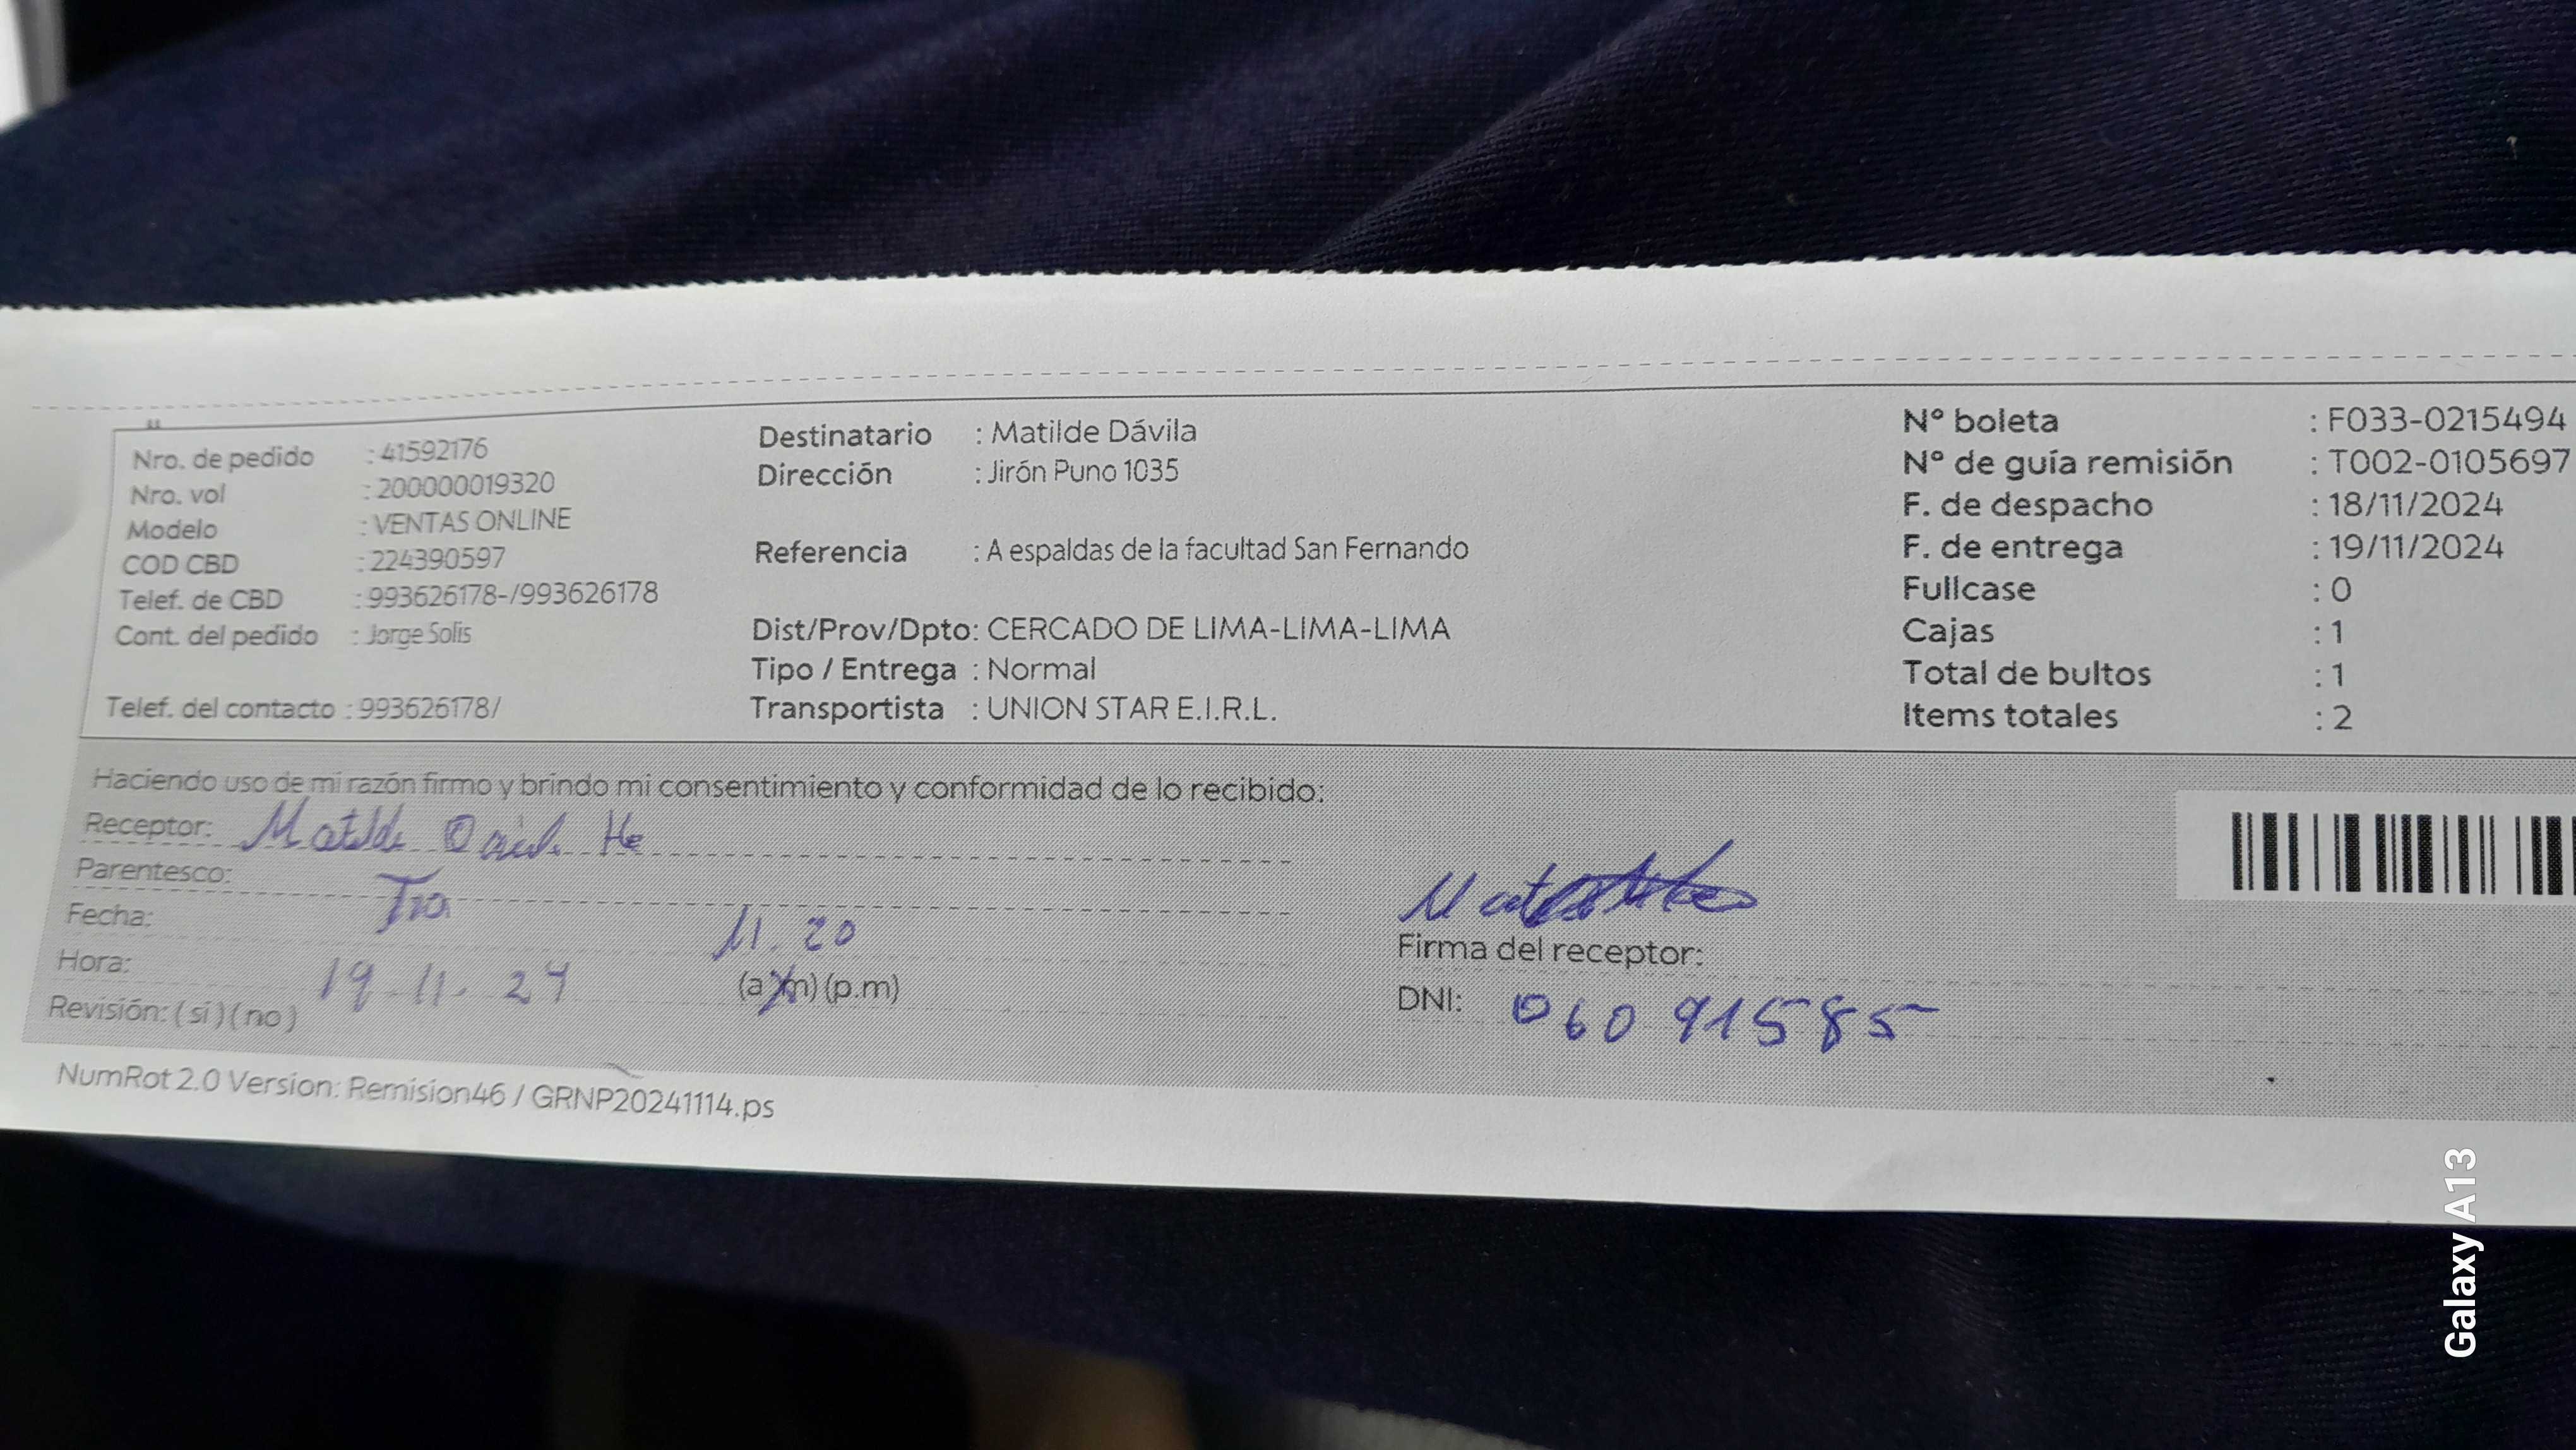 Nro. de pedido : 41592176
Nro. vol : 200000019320
Modelo : VENTAS ONLINE
COD CBD : 224390597
Telef. de CBD : 993626178-/993626178
Cont. del pedido : Jorge Solis
Telef. del contacto : 993626178/
Destinatario : Matilde Dávila
Dirección : Jirón Puno 1035
Referencia : A espaldas de la facultad San Fernando
Dist/Prov/Dpto: CERCADO DE LIMA-LIMA-LIMA
Tipo / Entrega : Normal
Transportista : UNION STAR E.I.R.L.
Nº boleta : F033-0215494
Nº de guía remisión : T002-0105697
F. de despacho : 18/11/2024
F. de entrega : 19/11/2024
Fullcase : 0
Cajas : 1
Total de bultos : 1
Items totales : 2
Haciendo uso de mi razón firmo y brindo mi consentimiento y conformidad de lo recibido:
Receptor:
Parentesco:
Fecha: 11.20
Hora: 19-11-24 (a.m) (p.m)
Revisión: (sí) (no)
Firma del receptor:
DNI: 06091585
NumRot 2.0 Version: Remision46 / GRNP20241114.ps
Galaxy A13